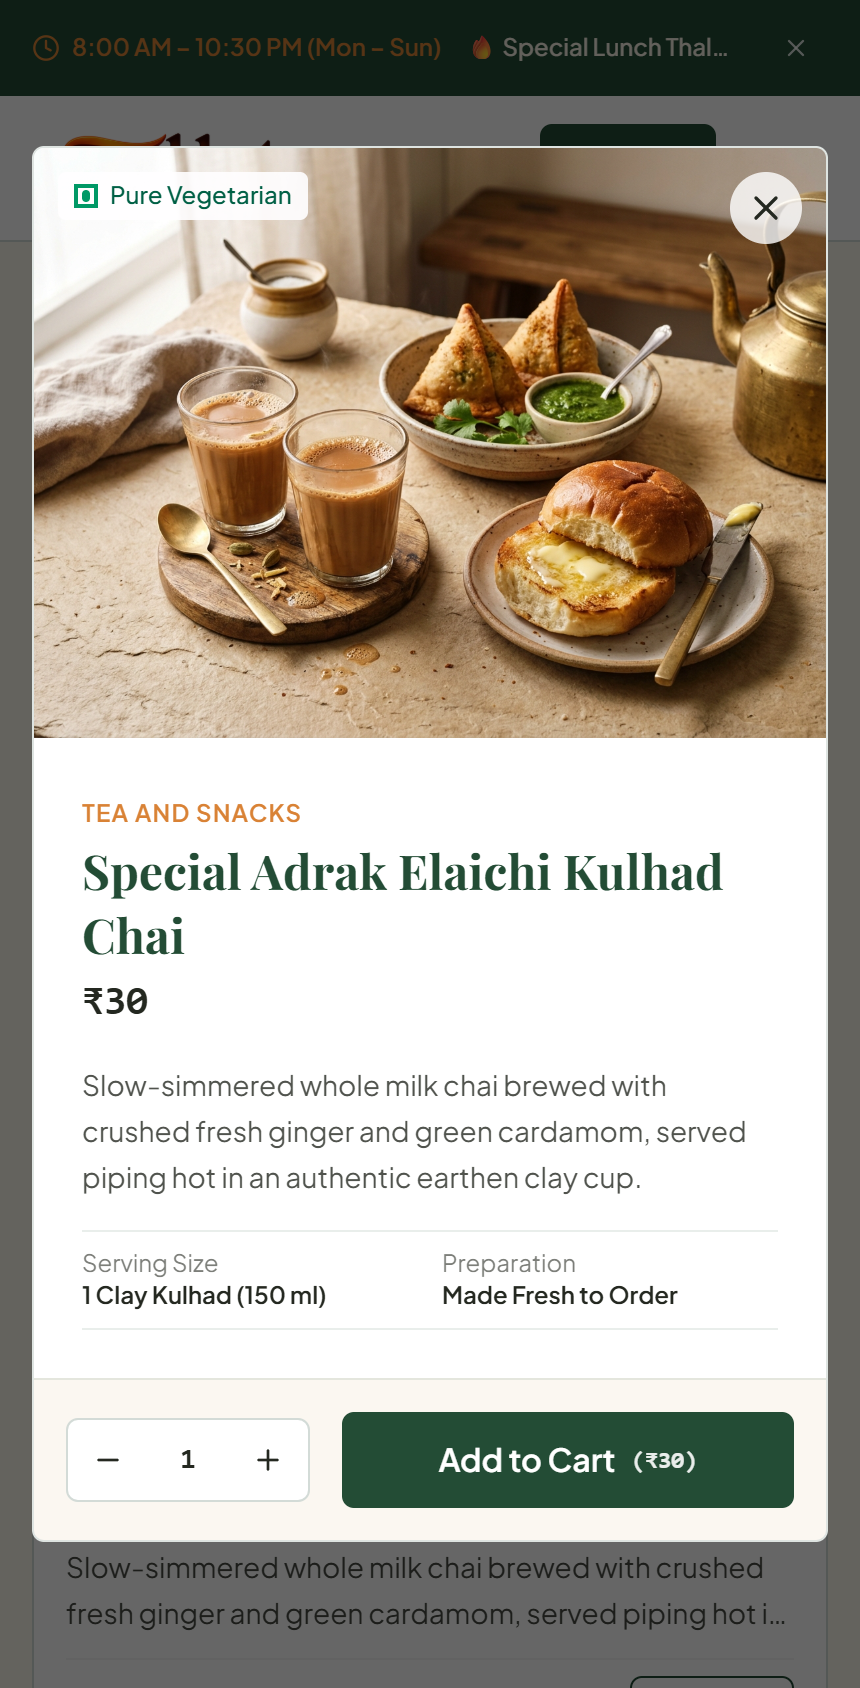 8:00 AM – 10:30 PM (Mon – Sun) 🔥 Special Lunch Thal...
Pure Vegetarian
TEA AND SNACKS
Special Adrak Elaichi Kulhad
Chai
₹30
Slow-simmered whole milk chai brewed with
crushed fresh ginger and green cardamom, served
piping hot in an authentic earthen clay cup.
Serving Size
1 Clay Kulhad (150 ml)
Preparation
Made Fresh to Order
1
Add to Cart (₹30)
Slow-simmered whole milk chai brewed with crushed
fresh ginger and green cardamom, served piping hot i...